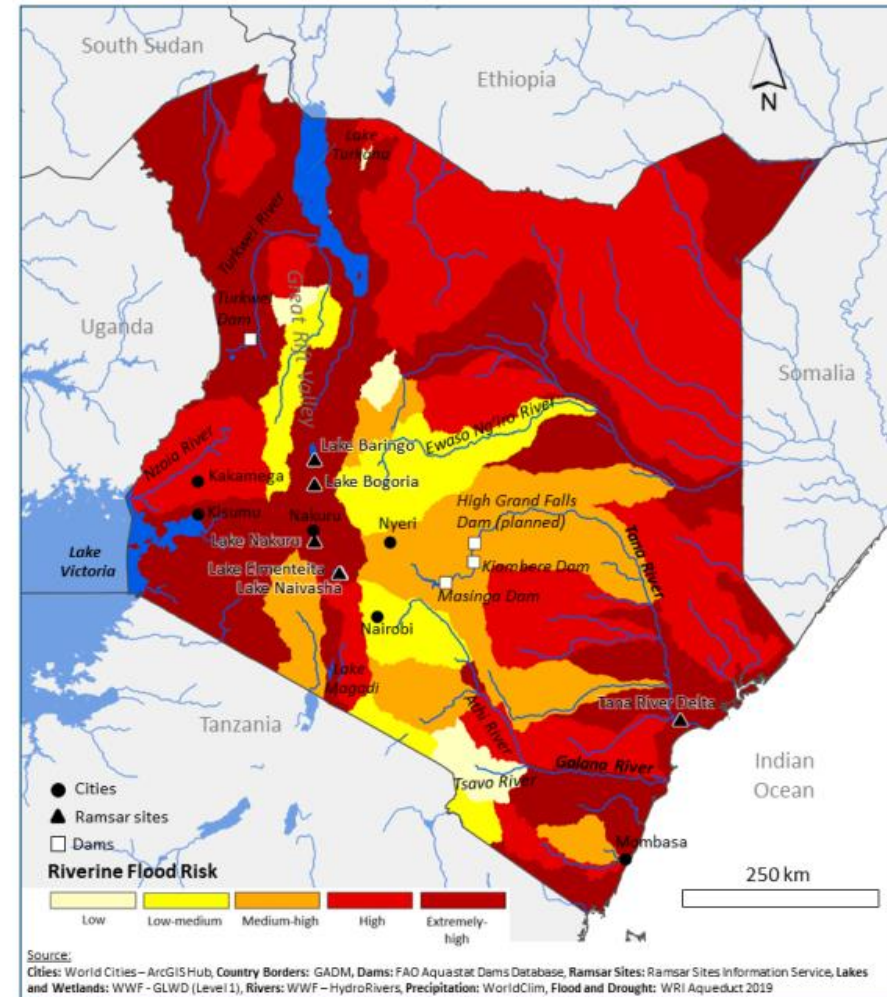 South Sudan
Ethiopia
N
Lake
Turkana
Turkwei River
Great Rift Valley
Turkwel
Dam
Uganda
Somalia
Ewaso Ng'iro River
Nzoia River
Lake Baringo
Kakamega
Lake Bogoria
High Grand Falls
Dam (planned)
Kisumu
Nakuru
Nyeri
Lake Nakuru
Tana River
Lake
Victoria
Kiambere Dam
Lake Elmenteita
Lake Naivasha
Masinga Dam
Nairobi
Lake
Magadi
Athi River
Tana River Delta
Tanzania
Galana River
Indian
Ocean
Tsavo River
Cities
Ramsar sites
Dams
Mombasa
Riverine Flood Risk
250 km
Low
Low-medium
Medium-high
High
Extremely-
high
Source:
Cities: World Cities – ArcGIS Hub, Country Borders: GADM, Dams: FAO Aquastat Dams Database, Ramsar Sites: Ramsar Sites Information Service, Lakes
and Wetlands: WWF - GLWD (Level 1), Rivers: WWF – HydroRivers, Precipitation: WorldClim, Flood and Drought: WRI Aqueduct 2019